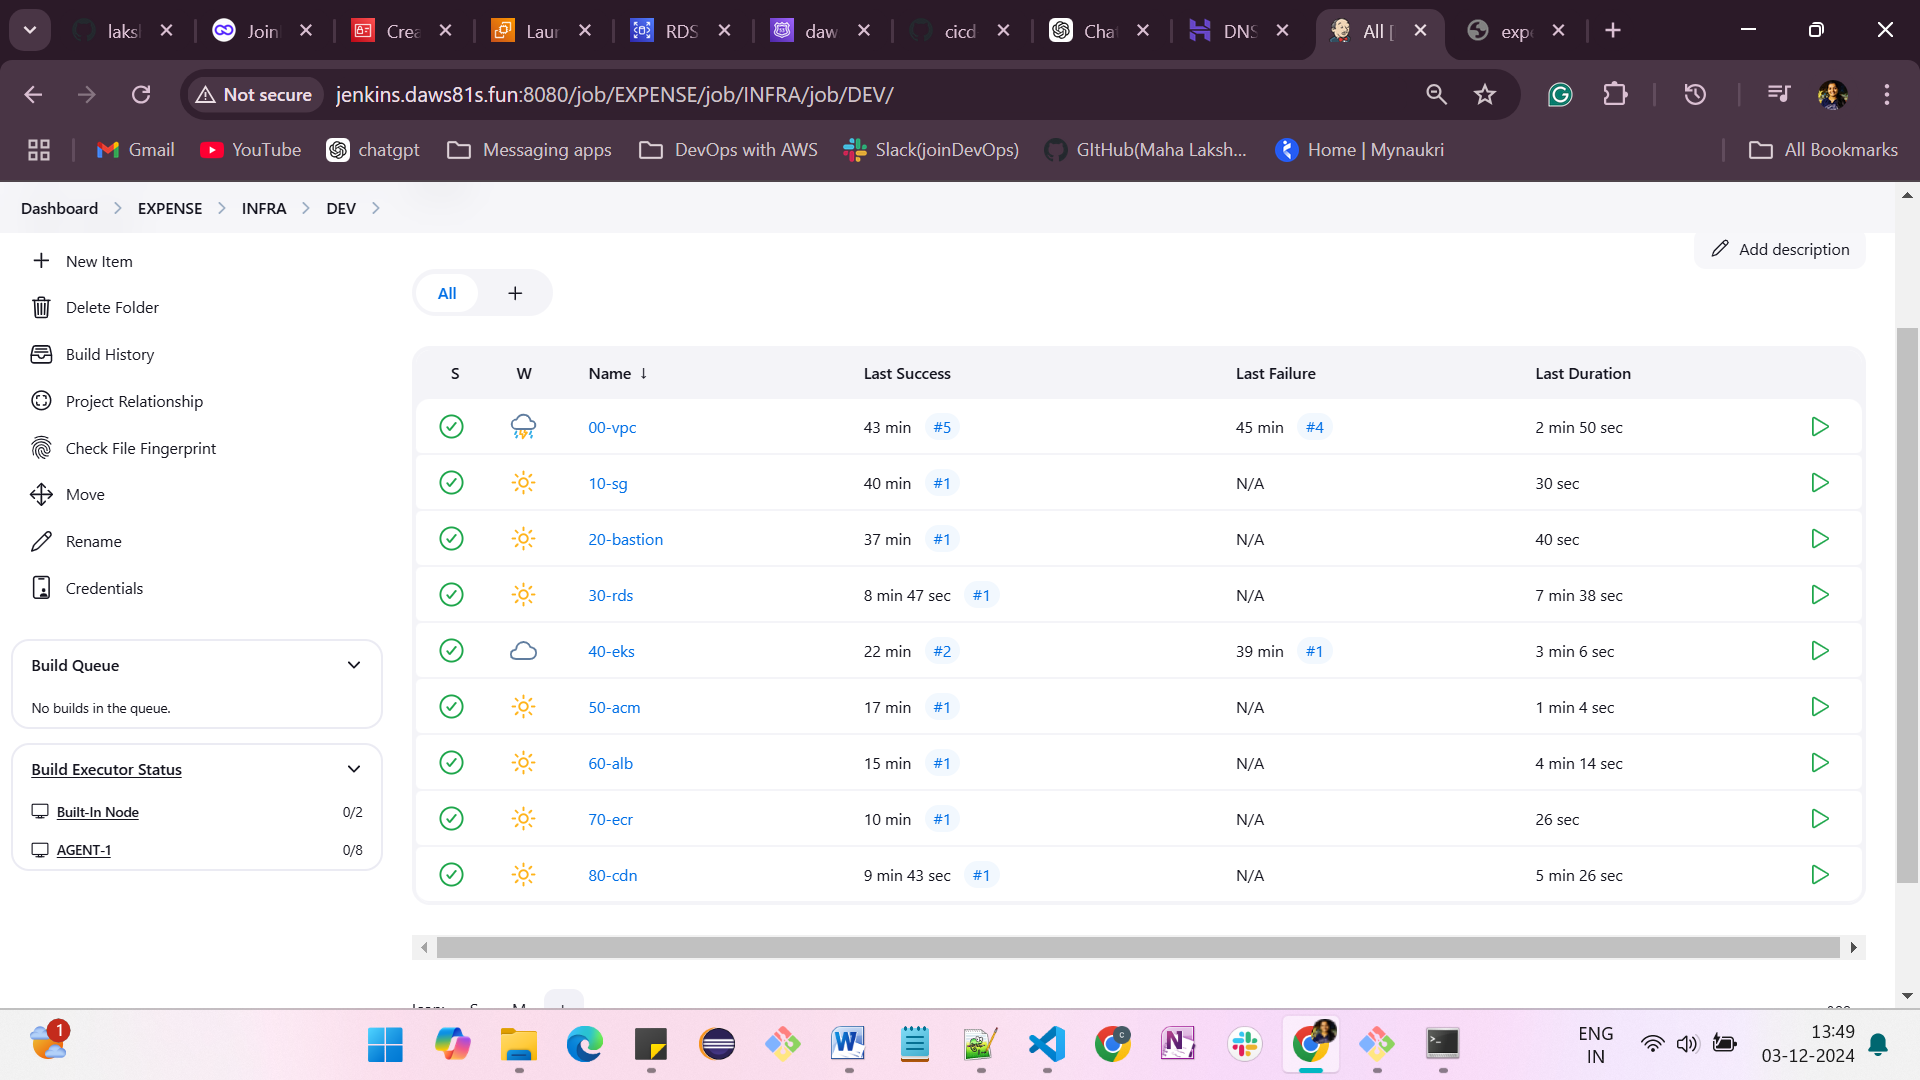 laksl
Joinl
Crea
Laur
RDS
daw
cicd
Cha
DNS
All [
expe
Not secure
jenkins.daws81s.fun:8080/job/EXPENSE/job/INFRA/job/DEV/
Gmail
YouTube
chatgpt
Messaging apps
DevOps with AWS
Slack(joinDevOps)
GItHub(Maha Laksh...
Home | Mynaukri
All Bookmarks
Dashboard > EXPENSE > INFRA > DEV >
New Item
Delete Folder
Build History
Project Relationship
Check File Fingerprint
Move
Rename
Credentials
Build Queue
No builds in the queue.
Build Executor Status
Built-In Node 0/2
AGENT-1 0/8
Add description
All +
S W Name ↓ Last Success Last Failure Last Duration
00-vpc 43 min #5 45 min #4 2 min 50 sec
10-sg 40 min #1 N/A 30 sec
20-bastion 37 min #1 N/A 40 sec
30-rds 8 min 47 sec #1 N/A 7 min 38 sec
40-eks 22 min #2 39 min #1 3 min 6 sec
50-acm 17 min #1 N/A 1 min 4 sec
60-alb 15 min #1 N/A 4 min 14 sec
70-ecr 10 min #1 N/A 26 sec
80-cdn 9 min 43 sec #1 N/A 5 min 26 sec
1
ENG
IN
13:49
03-12-2024